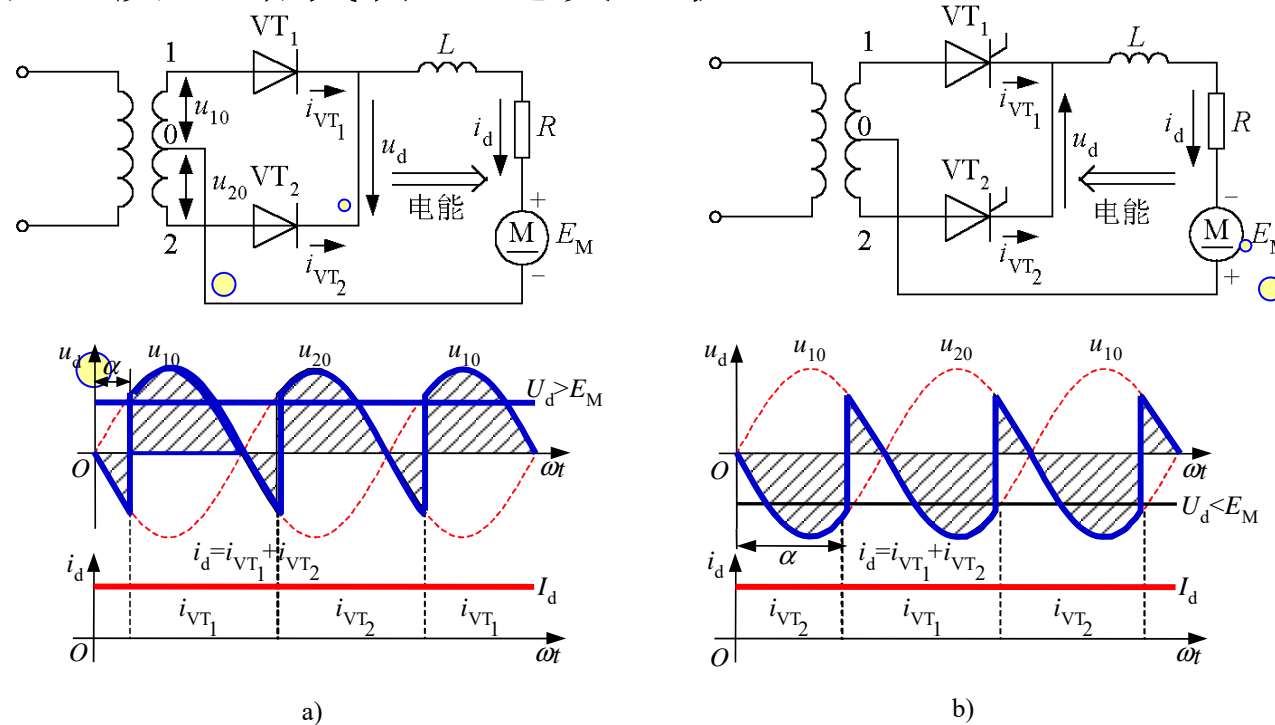 VT1
L
1
u10
iVT1
id
R
0
ud
u20
VT2
电能
+
M
EM
2
iVT2
−
ud
α
u10
u20
u10
Ud>EM
O
ωt
id=iVT1+iVT2
id
Id
iVT1
iVT2
iVT1
O
ωt
a)
VT1
L
1
iVT1
id
R
0
ud
VT2
电能
−
M
2
iVT2
+
ud
u10
u20
u10
O
ωt
Ud<EM
α
id=iVT1+iVT2
id
Id
iVT2
iVT1
iVT2
O
ωt
b)